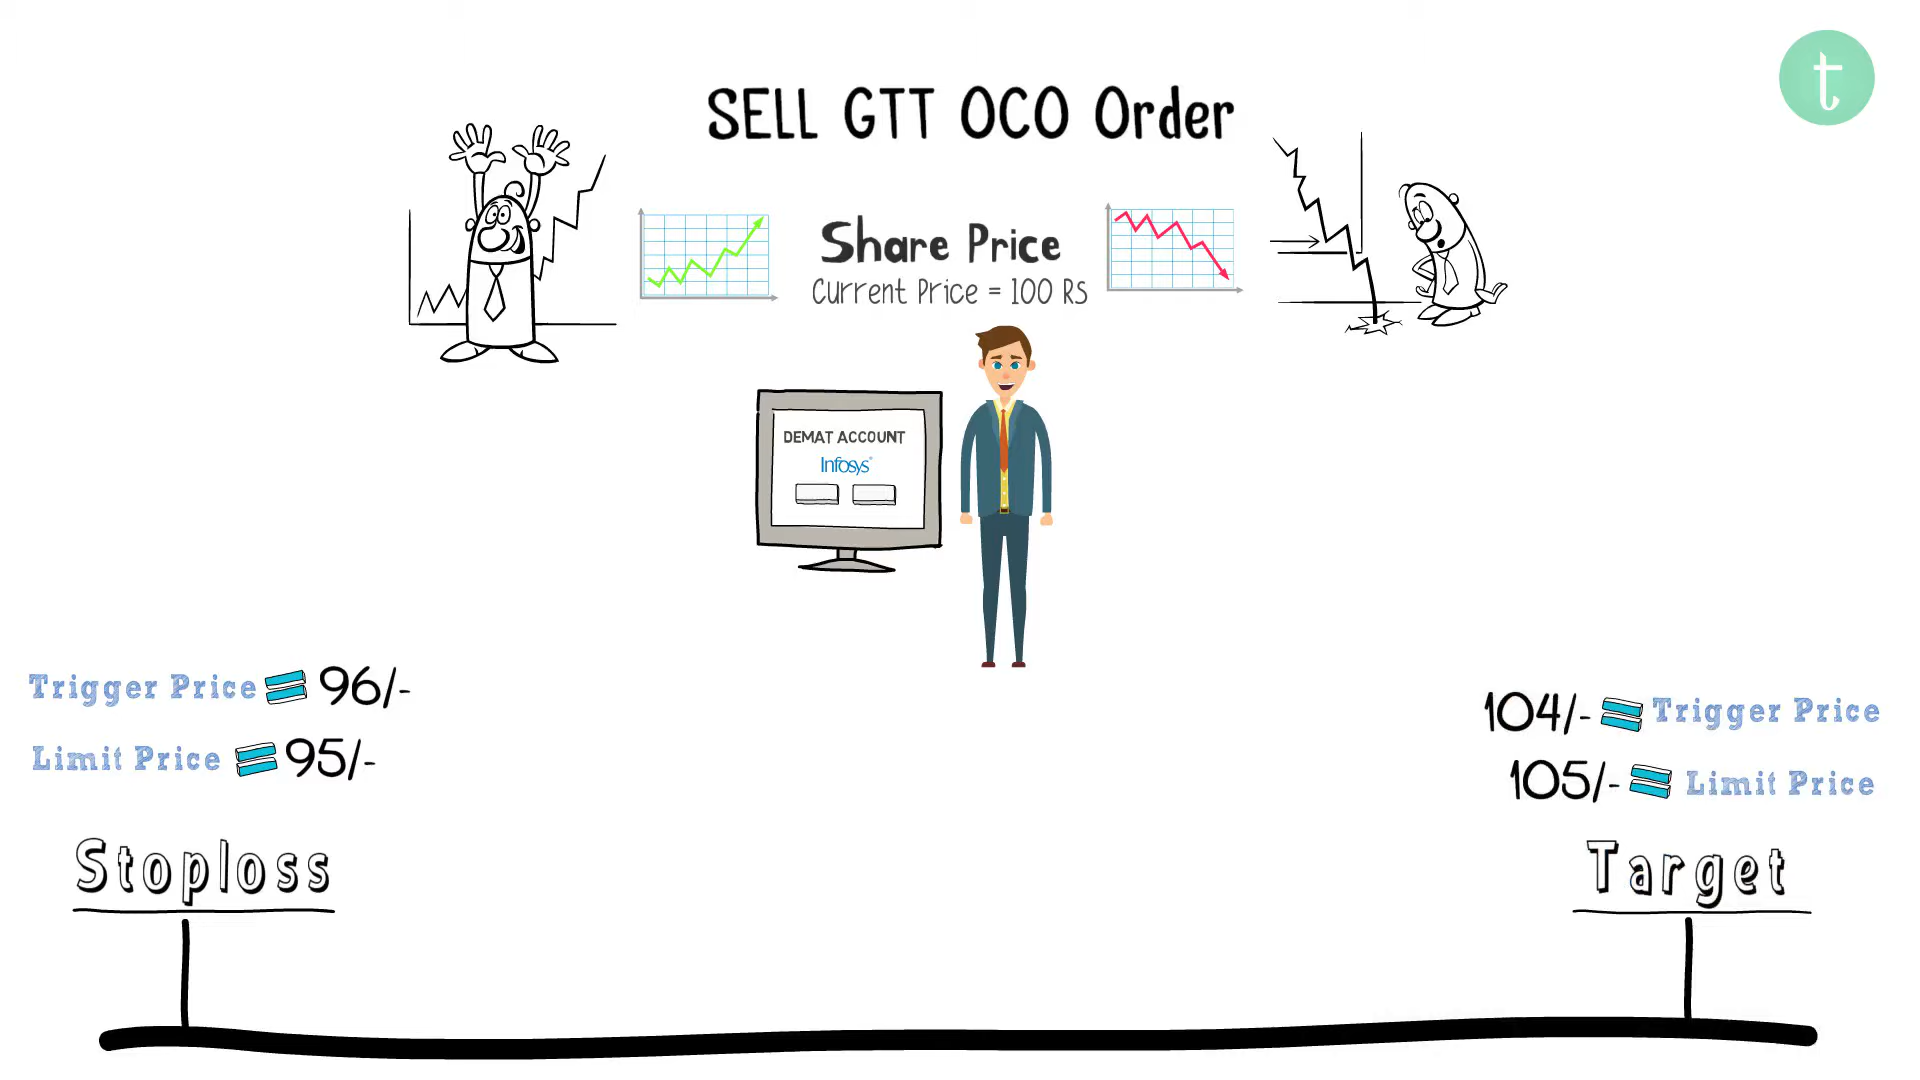 t
SELL GTT OCO Order
Share Price
Current Price = 100 RS
DEMAT ACCOUNT
Infosys®
Trigger Price = 96/-
Limit Price = 95/-
Stoploss
104/- = Trigger Price
105/- = Limit Price
Target